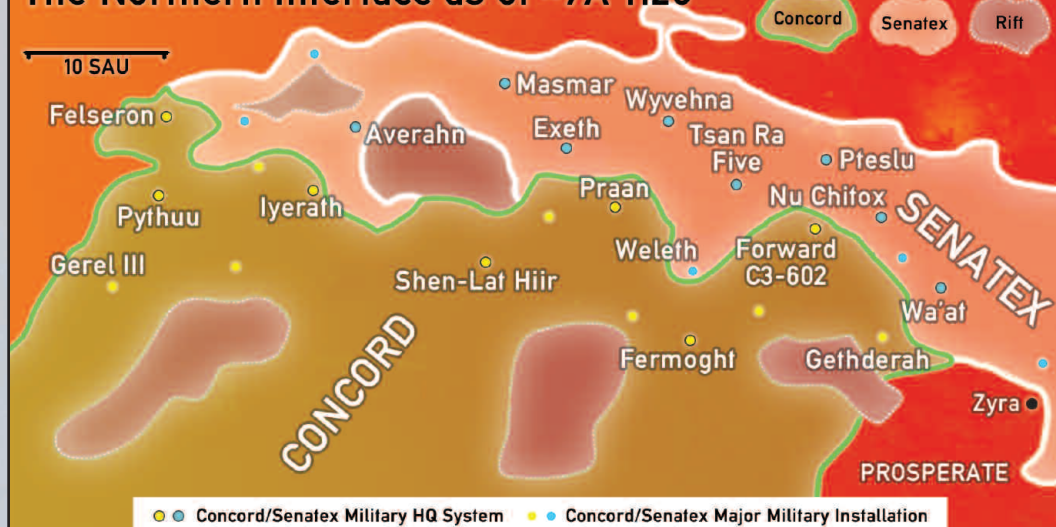 10 SAU
Concord
Senatex
Rift
Felseron
Masmar
Wyvehna
Averahn
Exeth
Tsan Ra
Five
Pteslu
Pythuu
Iyerath
Praan
Nu Chitox
SENATEX
Gerel III
Shen-Lat Hiir
Weleth
Forward
C3-602
Wa'at
CONCORD
Fermoght
Gethderah
Zyra
PROSPERATE
Concord/Senatex Military HQ System
Concord/Senatex Major Military Installation